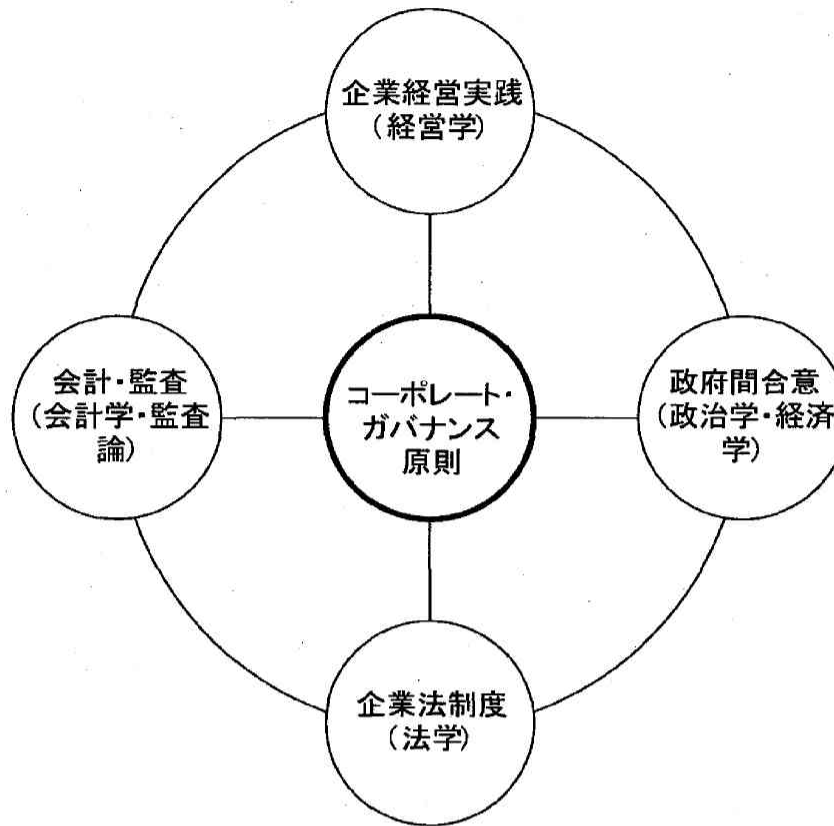 企業経営実践
(経営学)
会計・監査
(会計学・監査
論)
コーポレート・
ガバナンス
原則
政府間合意
(政治学・経済
学)
企業法制度
(法学)